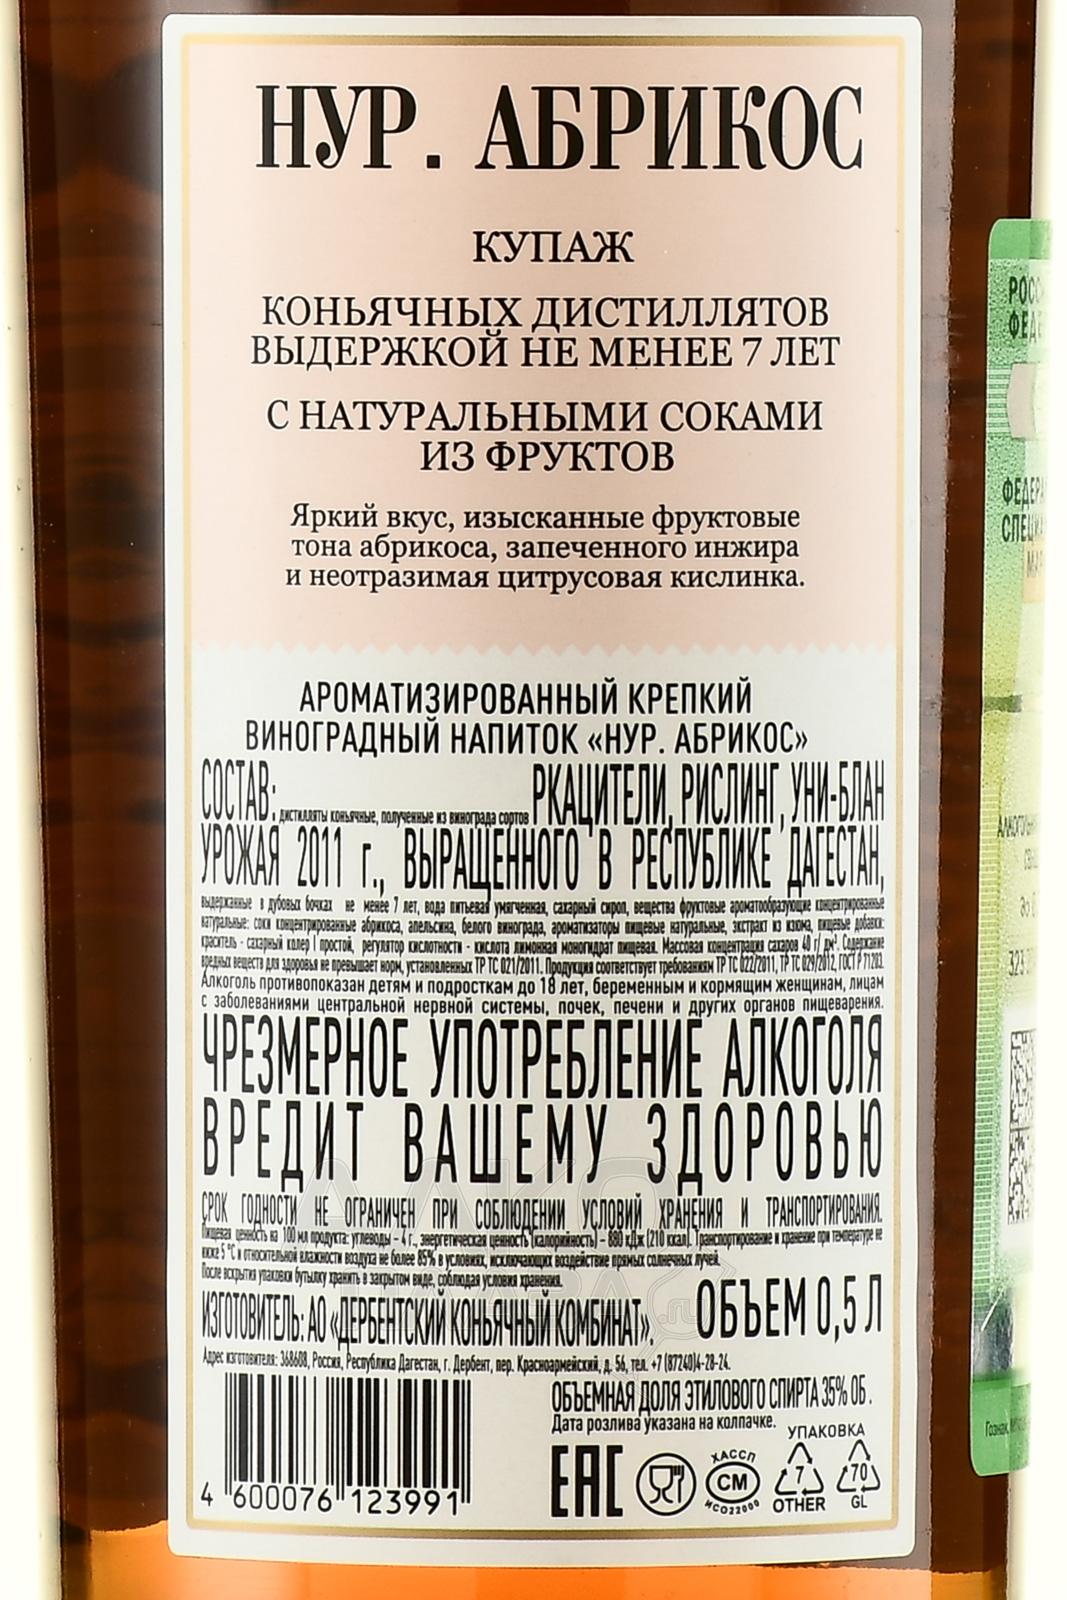 НУР. АБРИКОС
КУПАЖ
КОНЬЯЧНЫХ ДИСТИЛЛЯТОВ
ВЫДЕРЖКОЙ НЕ МЕНЕЕ 7 ЛЕТ
С НАТУРАЛЬНЫМИ СОКАМИ
ИЗ ФРУКТОВ
Яркий вкус, изысканные фруктовые
тона абрикоса, запеченного инжира
и неотразимая цитрусовая кислинка.
АРОМАТИЗИРОВАННЫЙ КРЕПКИЙ
ВИНОГРАДНЫЙ НАПИТОК «НУР. АБРИКОС»
СОСТАВ: дистилляты коньячные, полученные из винограда сортов РКАЦИТЕЛИ, РИСЛИНГ, УНИ-БЛАН
УРОЖАЯ 2011 г., ВЫРАЩЕННОГО В РЕСПУБЛИКЕ ДАГЕСТАН,
выдержанные в дубовых бочках не менее 7 лет, вода питьевая умягченная, сахарный сироп, вещества фруктовые ароматообразующие концентрированные
натуральные: соки концентрированные абрикоса, апельсина, белого винограда, ароматизаторы пищевые натуральные, экстракт из изюма, пищевые добавки:
краситель - сахарный колер I простой, регулятор кислотности - кислота лимонная моногидрат пищевая. Массовая концентрация сахаров 40 г/дм³. Содержание
вредных веществ для здоровья не превышает норм, установленных ТР ТС 021/2011. Продукция соответствует требованиям ТР ТС 022/2011, ТР ТС 029/2012, ГОСТ Р 71203.
Алкоголь противопоказан детям и подросткам до 18 лет, беременным и кормящим женщинам, лицам
с заболеваниями центральной нервной системы, почек, печени и других органов пищеварения.
ЧРЕЗМЕРНОЕ УПОТРЕБЛЕНИЕ АЛКОГОЛЯ
ВРЕДИТ ВАШЕМУ ЗДОРОВЬЮ
СРОК ГОДНОСТИ НЕ ОГРАНИЧЕН ПРИ СОБЛЮДЕНИИ УСЛОВИЙ ХРАНЕНИЯ И ТРАНСПОРТИРОВАНИЯ.
Пищевая ценность на 100 мл продукта: углеводы - 4 г., энергетическая ценность (калорийность) - 880 кДж (210 ккал). Транспортирование и хранение при температуре не
ниже 5 °С и относительной влажности воздуха не более 85% в условиях, исключающих воздействие прямых солнечных лучей.
После вскрытия упаковки бутылку хранить в закрытом виде, соблюдая условия хранения.
ИЗГОТОВИТЕЛЬ: АО «ДЕРБЕНТСКИЙ КОНЬЯЧНЫЙ КОМБИНАТ». ОБЪЕМ 0,5 Л
Адрес изготовителя: 368608, Россия, Республика Дагестан, г. Дербент, пер. Красноармейский, д. 56, тел. +7 (87240)4-28-24.
ОБЪЕМНАЯ ДОЛЯ ЭТИЛОВОГО СПИРТА 35% ОБ.
Дата розлива указана на колпачке.
УПАКОВКА
EAC
ХАССП
СМ
ИСО22000
7
OTHER
70
GL
4 600076 123991